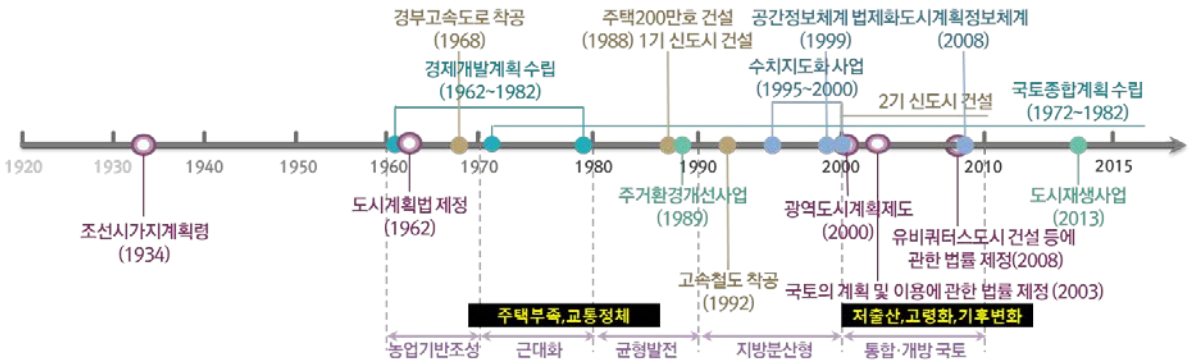 경부고속도로 착공
(1968)
주택200만호 건설
(1988) 1기 신도시 건설
공간정보체계 법제화
(1999)
도시계획정보체계
(2008)
경제개발계획 수립
(1962~1982)
수치지도화 사업
(1995~2000)
2기 신도시 건설
국토종합계획 수립
(1972~1982)
1920 1930 1940 1960 1970 1980 1990 2000 2010 2015
조선시가지계획령
(1934)
도시계획법 제정
(1962)
주거환경개선사업
(1989)
고속철도 착공
(1992)
광역도시계획제도
(2000)
유비쿼터스도시 건설 등에
관한 법률 제정(2008)
국토의 계획 및 이용에 관한 법률 제정 (2003)
도시재생사업
(2013)
주택부족,교통정체
저출산,고령화,기후변화
농업기반조성 근대화 균형발전 지방분산형 통합·개방 국토